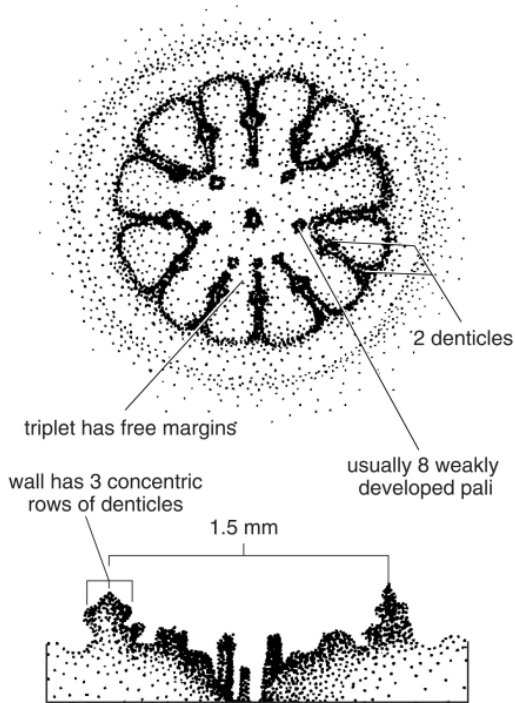 2 denticles
triplet has free margins
usually 8 weakly
developed pali
wall has 3 concentric
rows of denticles
1.5 mm